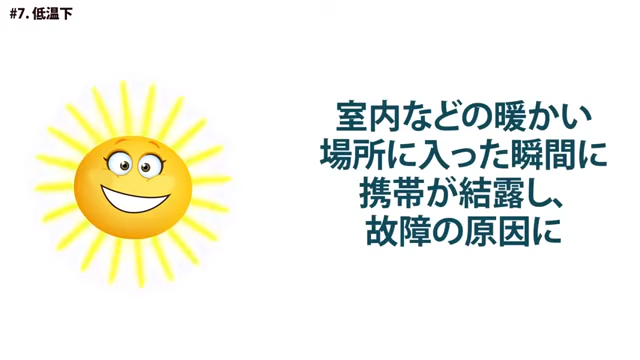 #7. 低温下
室内などの暖かい
場所に入った瞬間に
携帯が結露し、
故障の原因に